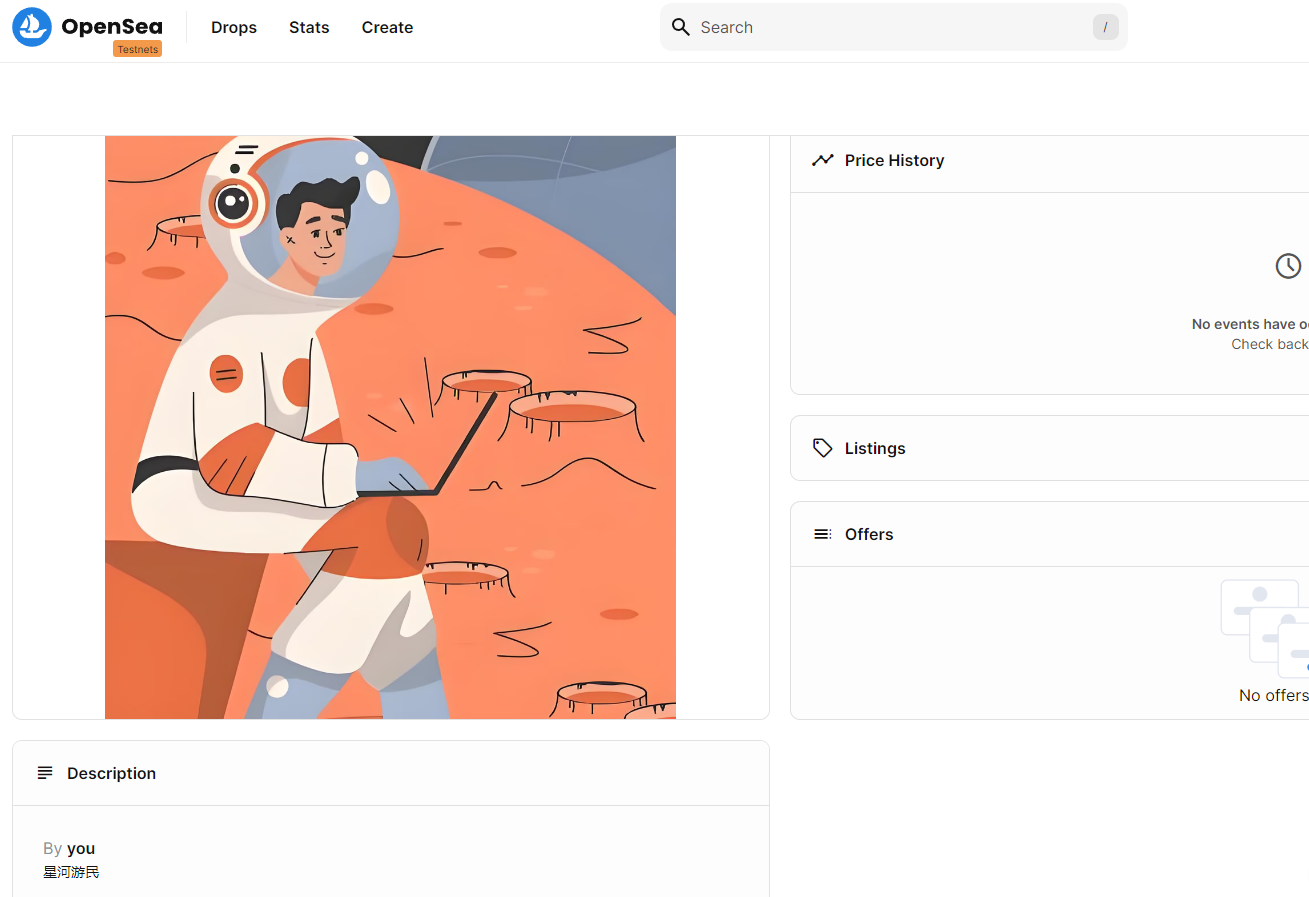 OpenSea
Testnets
Drops
Stats
Create
Search
/
Price History
No events have o
Check back
Listings
Offers
No offers
Description
By you
星河游民